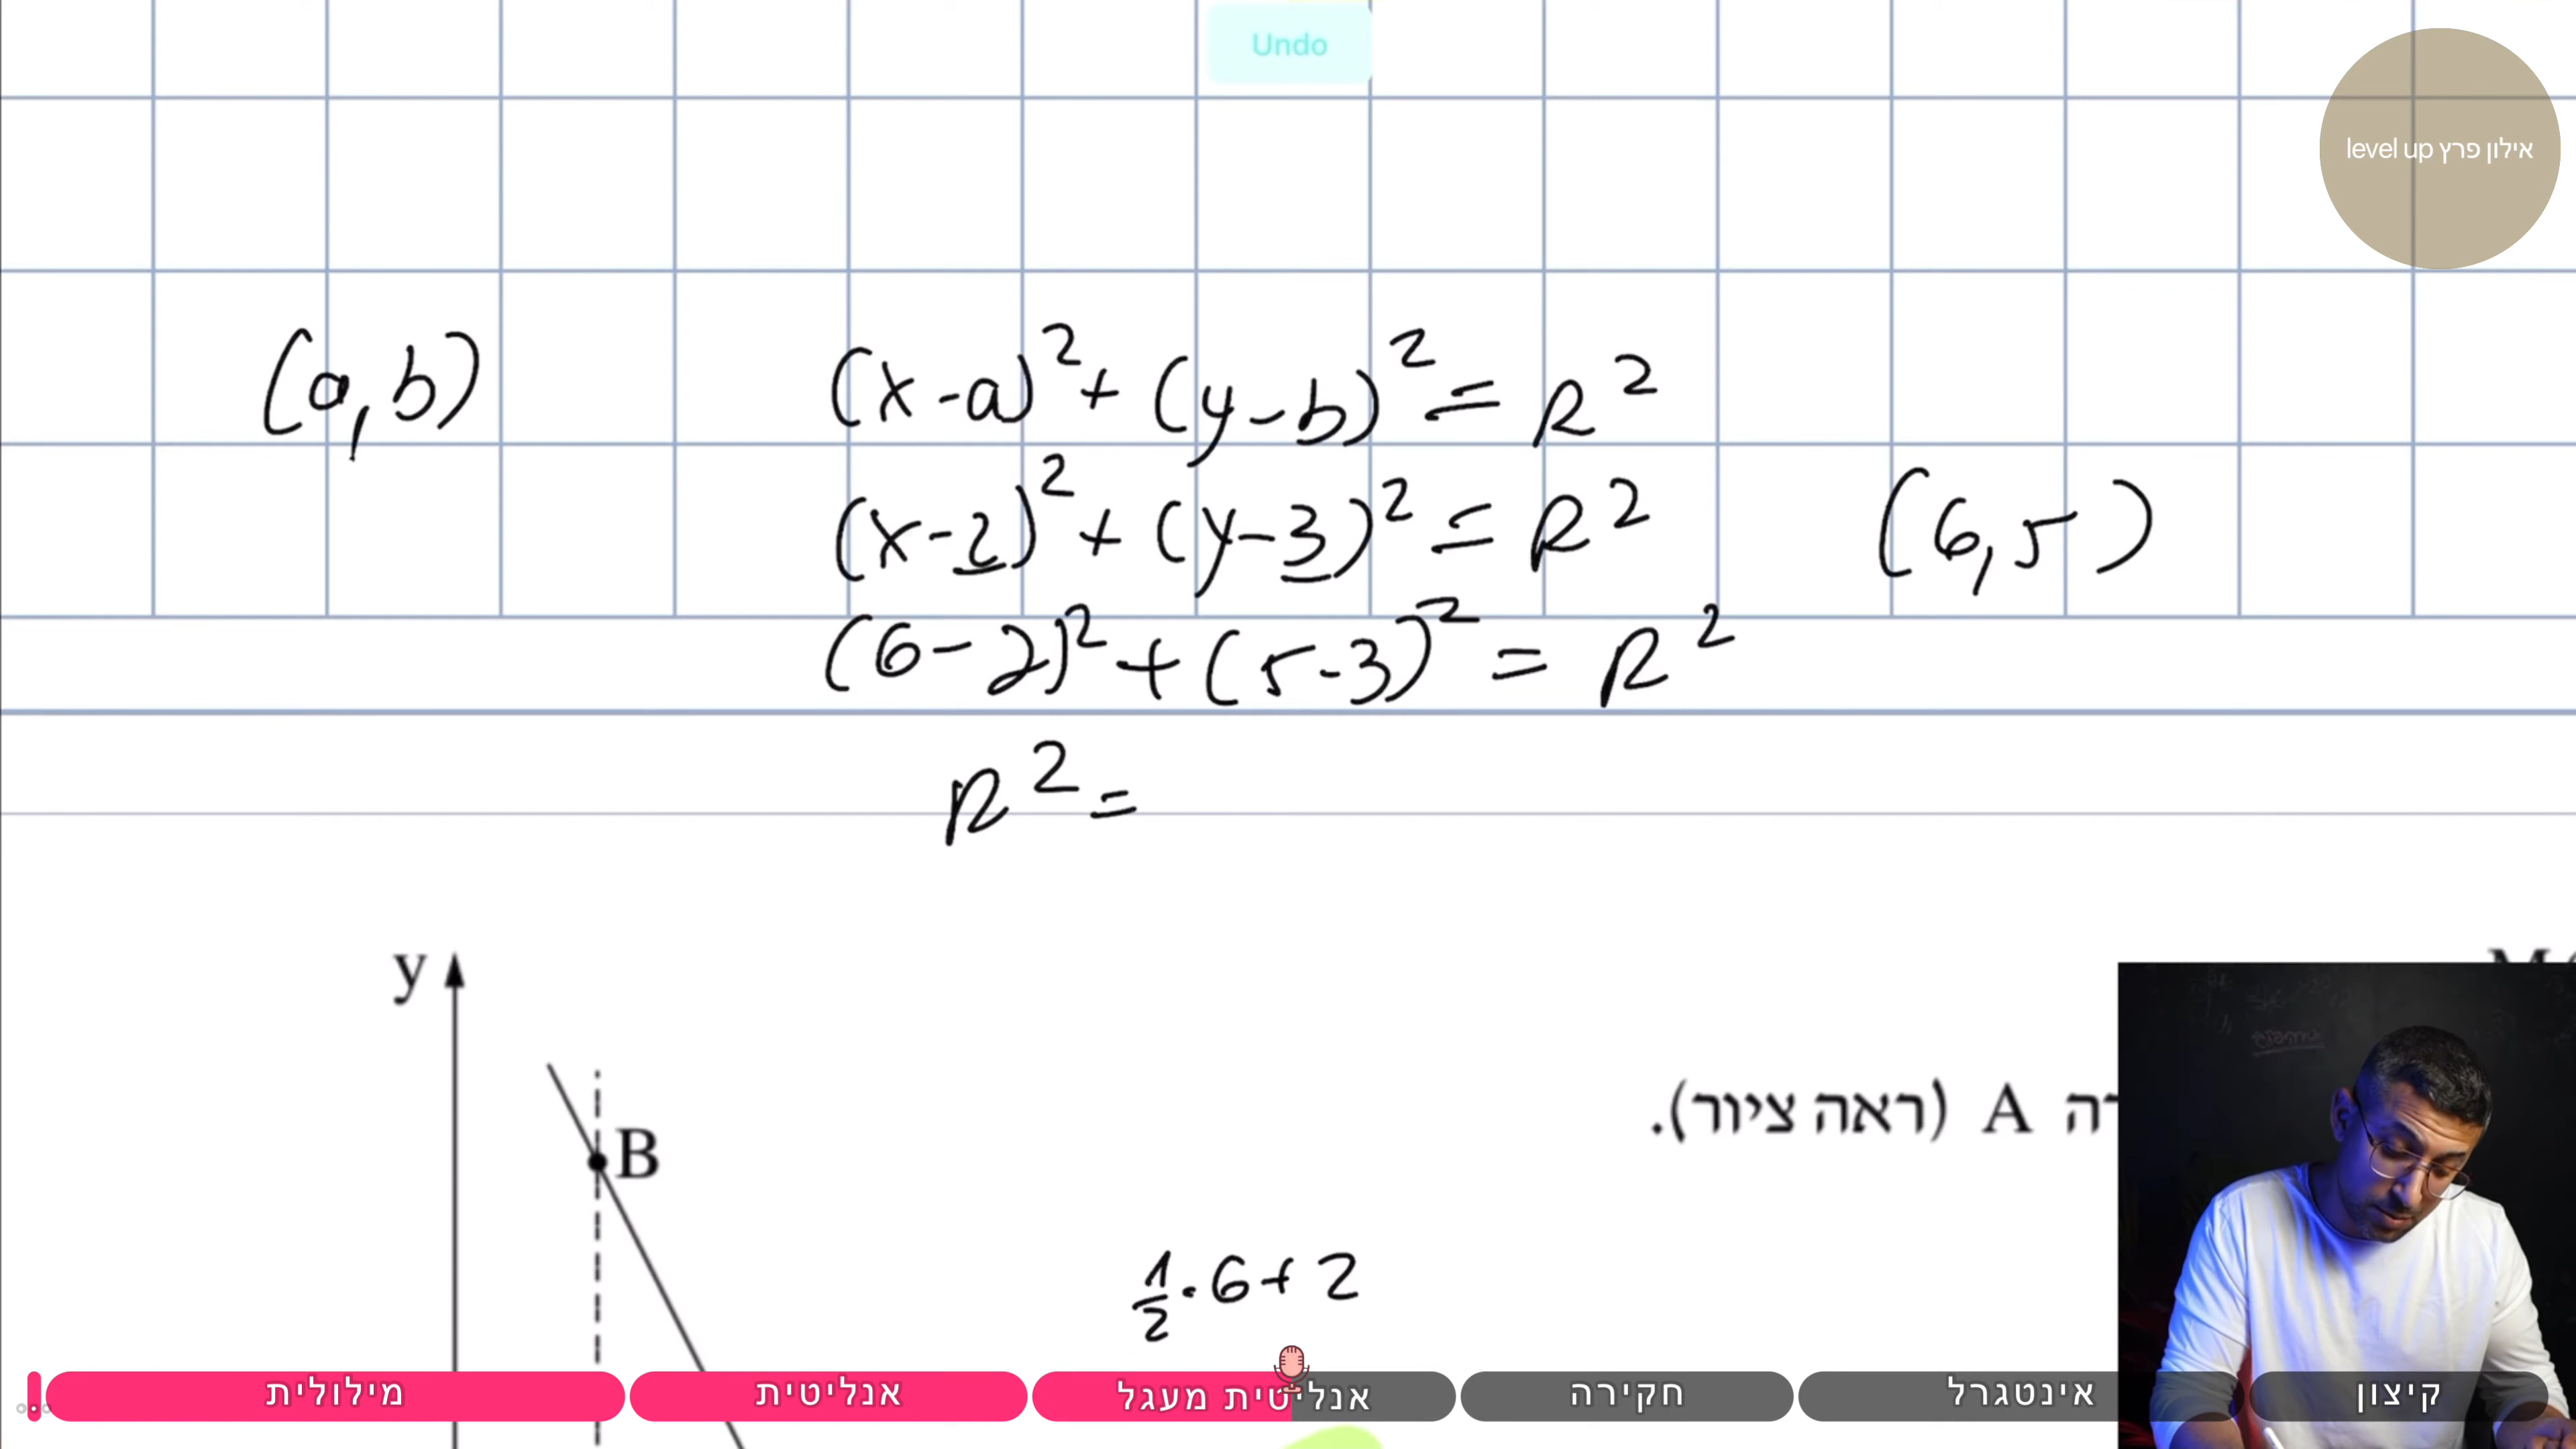 Undo
אילון פרץ level up
(a,b)
(x-a)²+(y-b)²=R²
(x-2)²+(y-3)²=R²
(6,5)
(6-2)²+(5-3)²=R²
R²=
y
B
רה A (ראה ציור).
½·6+2
מילולית
אנליטית
אנליטית מעגל
חקירה
אינטגרל
קיצון